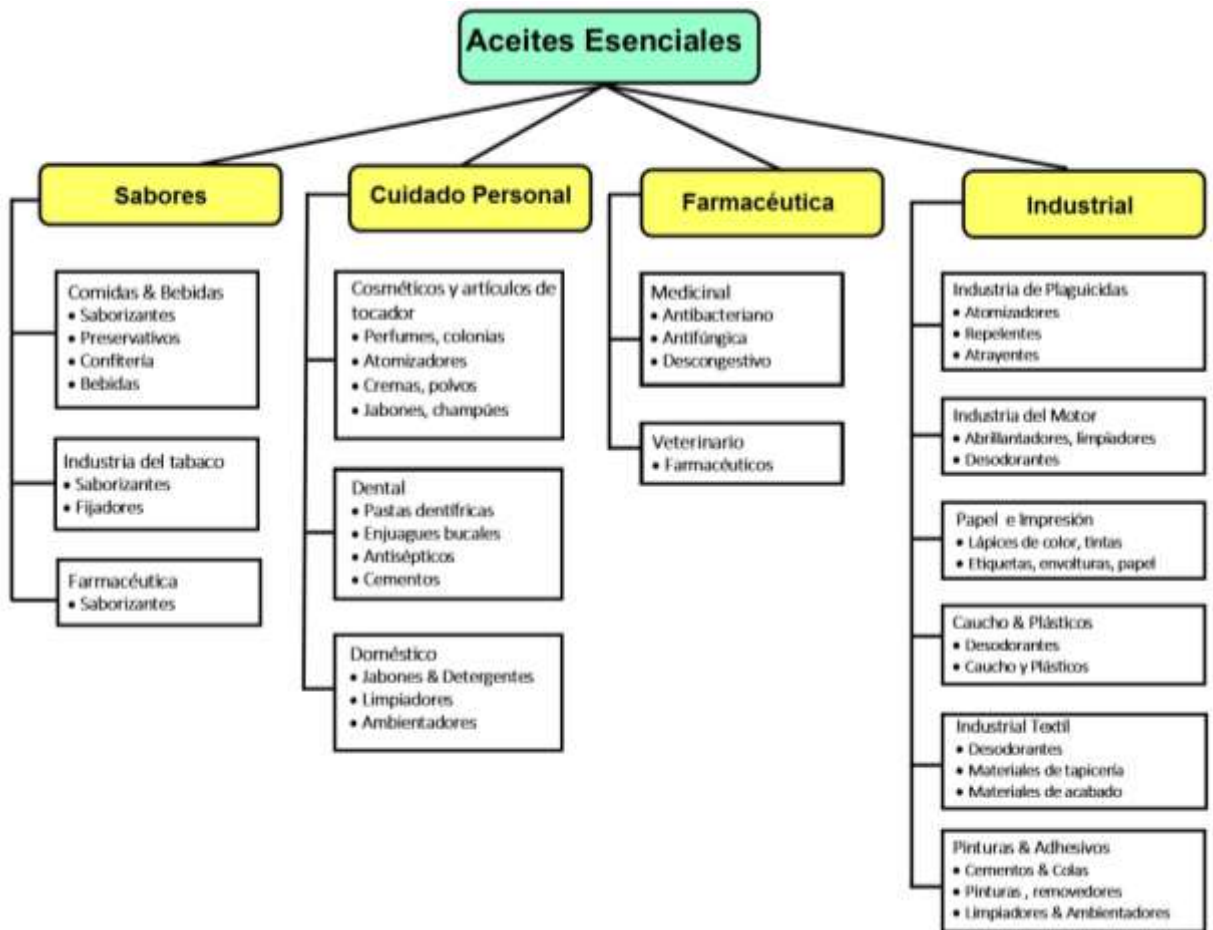 Aceites Esenciales
Sabores
Comidas & Bebidas
• Saborizantes
• Preservativos
• Confitería
• Bebidas
Industria del tabaco
• Saborizantes
• Fijadores
Farmacéutica
• Saborizantes
Cuidado Personal
Cosméticos y artículos de
tocador
• Perfumes, colonias
• Atomizadores
• Cremas, polvos
• Jabones, champúes
Dental
• Pastas dentífricas
• Enjuagues bucales
• Antisépticos
• Cementos
Doméstico
• Jabones & Detergentes
• Limpiadores
• Ambientadores
Farmacéutica
Medicinal
• Antibacteriano
• Antifúngica
• Descongestivo
Veterinario
• Farmacéuticos
Industrial
Industria de Plaguicidas
• Atomizadores
• Repelentes
• Atrayentes
Industria del Motor
• Abrillantadores, limpiadores
• Desodorantes
Papel e Impresión
• Lápices de color, tintas
• Etiquetas, envolturas, papel
Caucho & Plásticos
• Desodorantes
• Caucho y Plásticos
Industrial Textil
• Desodorantes
• Materiales de tapicería
• Materiales de acabado
Pinturas & Adhesivos
• Cementos & Colas
• Pinturas , removedores
• Limpiadores & Ambientadores